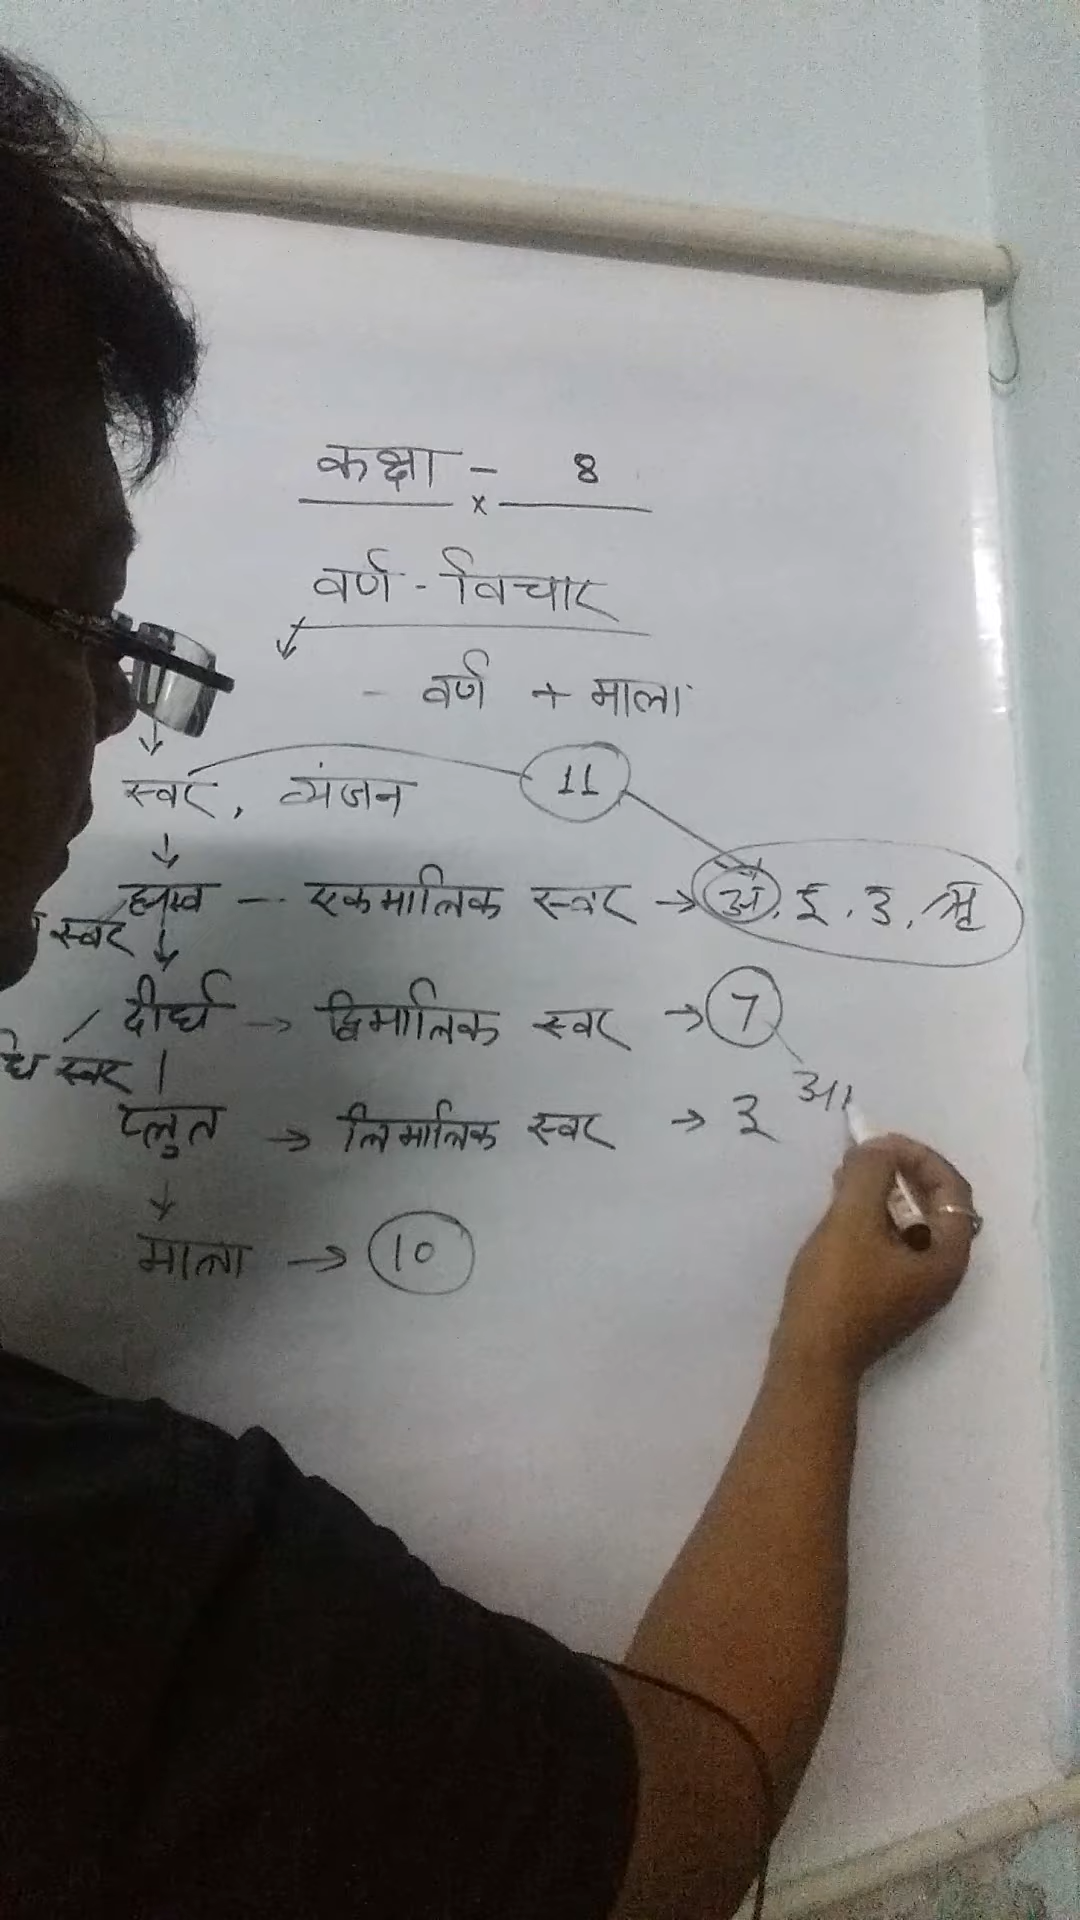 कक्षा - 8
x
वर्ण - विचार
- वर्ण + माला
स्वर, व्यंजन 11
ह्रस्व -- एकमात्रिक स्वर → अ, इ, उ, ऋ
स्वर
दीर्घ → द्विमात्रिक स्वर → 7
स्वर
आ
प्लुत → त्रिमात्रिक स्वर → ३
मात्रा → 10